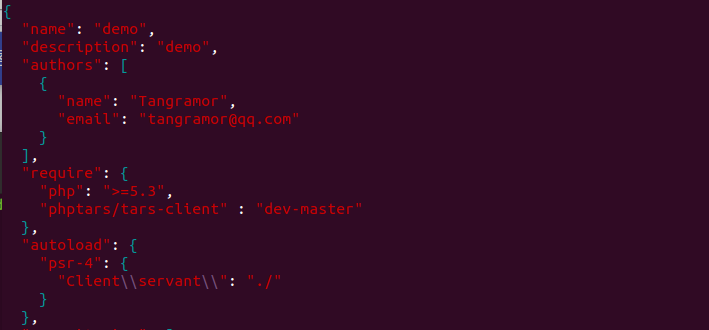 {
  "name": "demo",
  "description": "demo",
  "authors": [
    {
      "name": "Tangramor",
      "email": "tangramor@qq.com"
    }
  ],
  "require": {
    "php": ">=5.3",
    "phptars/tars-client" : "dev-master"
  },
  "autoload": {
    "psr-4": {
      "Client\\servant\\": "./"
    }
  },